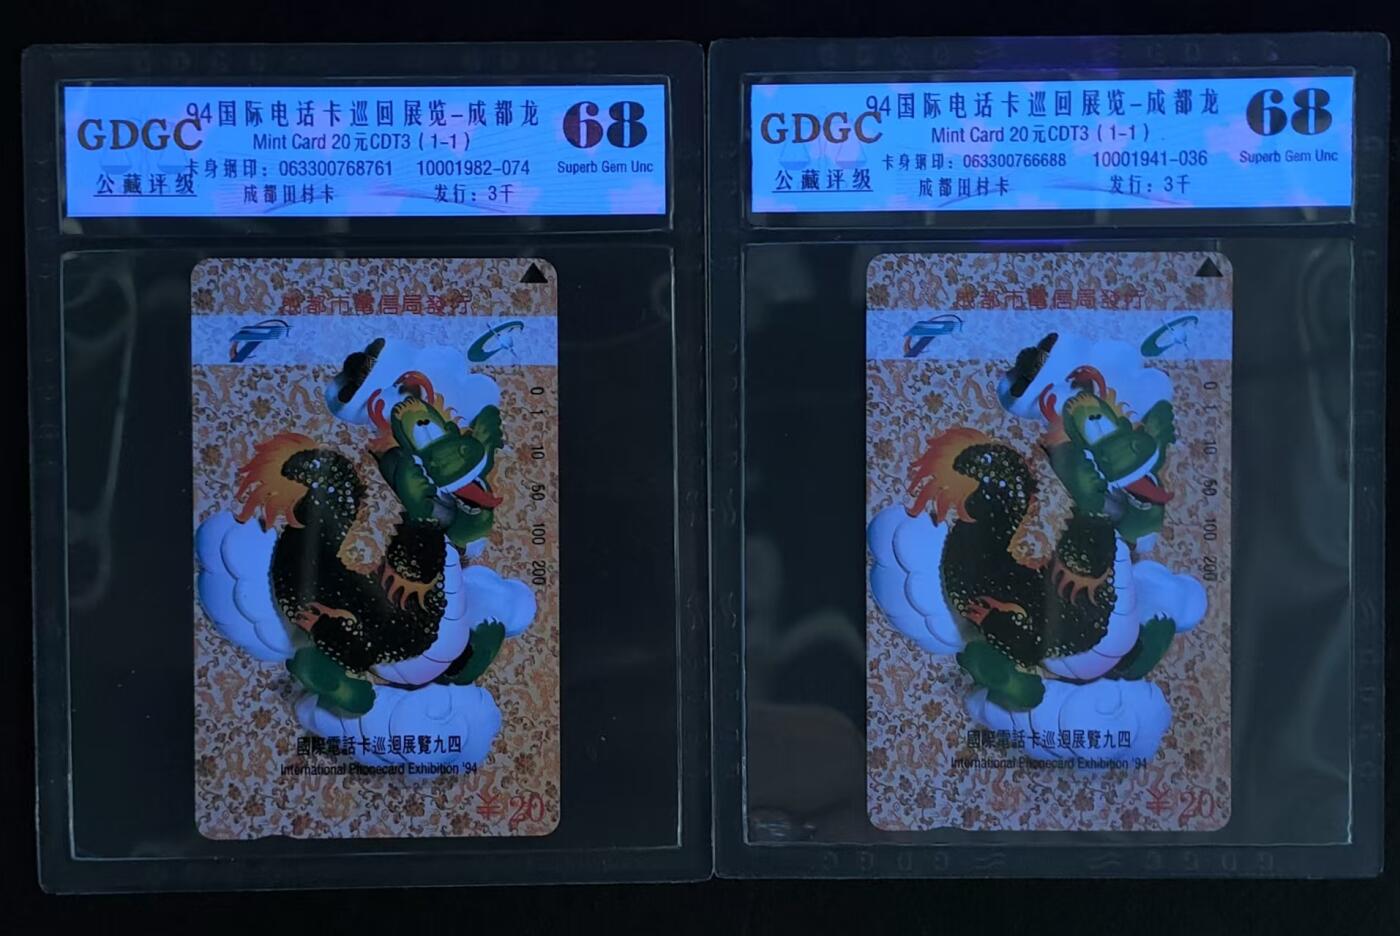 GDGC
公藏评级
94国际电话卡巡回展览-成都龙
Mint Card 20元CDT3（1-1）
卡身钢印：063300768761 10001982-074
成都田村卡 发行：3千
68
Superb Gem Unc
成都市電信局發行
0 1 10 50 100 200
國際電話卡巡迴展覽九四
International Phonecard Exhibition '94
¥20
GDGC
公藏评级
94国际电话卡巡回展览-成都龙
Mint Card 20元CDT3（1-1）
卡身钢印：063300766688 10001941-036
成都田村卡 发行：3千
68
Superb Gem Unc
成都市電信局發行
0 1 10 50 100 200
國際電話卡巡迴展覽九四
International Phonecard Exhibition '94
¥20